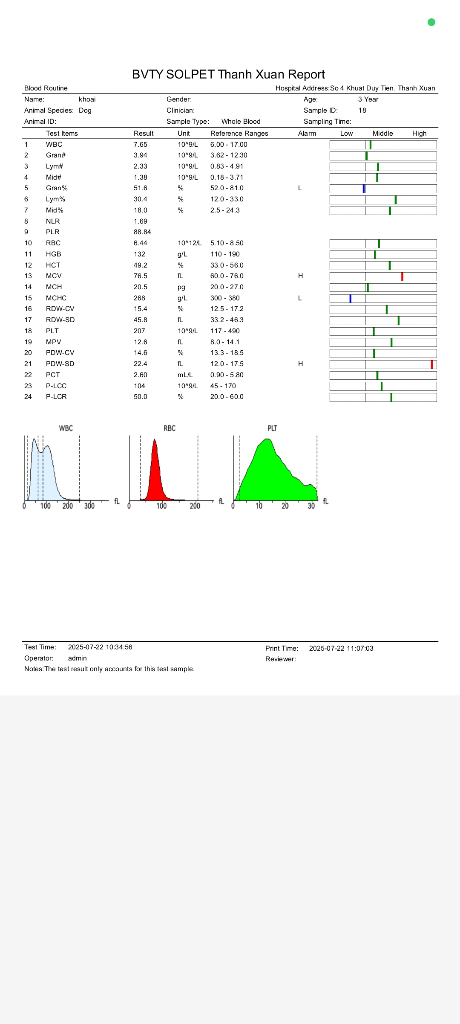 BVTY SOLPET Thanh Xuan Report
Blood Routine Hospital Address:So 4 Khuat Duy Tien, Thanh Xuan
Name: khoai Gender: Age: 3 Year
Animal Species: Dog Clinician: Sample ID: 18
Animal ID: Sample Type: Whole Blood Sampling Time:
Test Items Result Unit Reference Ranges Alarm Low Middle High
1 WBC 7.65 10^9/L 6.00 - 17.00
2 Gran# 3.94 10^9/L 3.62 - 12.30
3 Lym# 2.33 10^9/L 0.83 - 4.91
4 Mid# 1.38 10^9/L 0.18 - 3.71
5 Gran% 51.6 % 52.0 - 81.0 L
6 Lym% 30.4 % 12.0 - 33.0
7 Mid% 18.0 % 2.5 - 24.3
8 NLR 1.69
9 PLR 88.84
10 RBC 6.44 10^12/L 5.10 - 8.50
11 HGB 132 g/L 110 - 190
12 HCT 49.2 % 33.0 - 56.0
13 MCV 76.5 fL 60.0 - 76.0 H
14 MCH 20.5 pg 20.0 - 27.0
15 MCHC 268 g/L 300 - 380 L
16 RDW-CV 15.4 % 12.5 - 17.2
17 RDW-SD 45.8 fL 33.2 - 46.3
18 PLT 207 10^9/L 117 - 490
19 MPV 12.6 fL 8.0 - 14.1
20 PDW-CV 14.6 % 13.3 - 18.5
21 PDW-SD 22.4 fL 12.0 - 17.5 H
22 PCT 2.60 mL/L 0.90 - 5.80
23 P-LCC 104 10^9/L 45 - 170
24 P-LCR 50.0 % 20.0 - 60.0
WBC RBC PLT
0 100 200 300 fL 0 100 200 fL 0 10 20 30 fL
Test Time: 2025-07-22 10:34:56 Print Time: 2025-07-22 11:07:03
Operator: admin Reviewer:
Notes:The test result only accounts for this test sample.